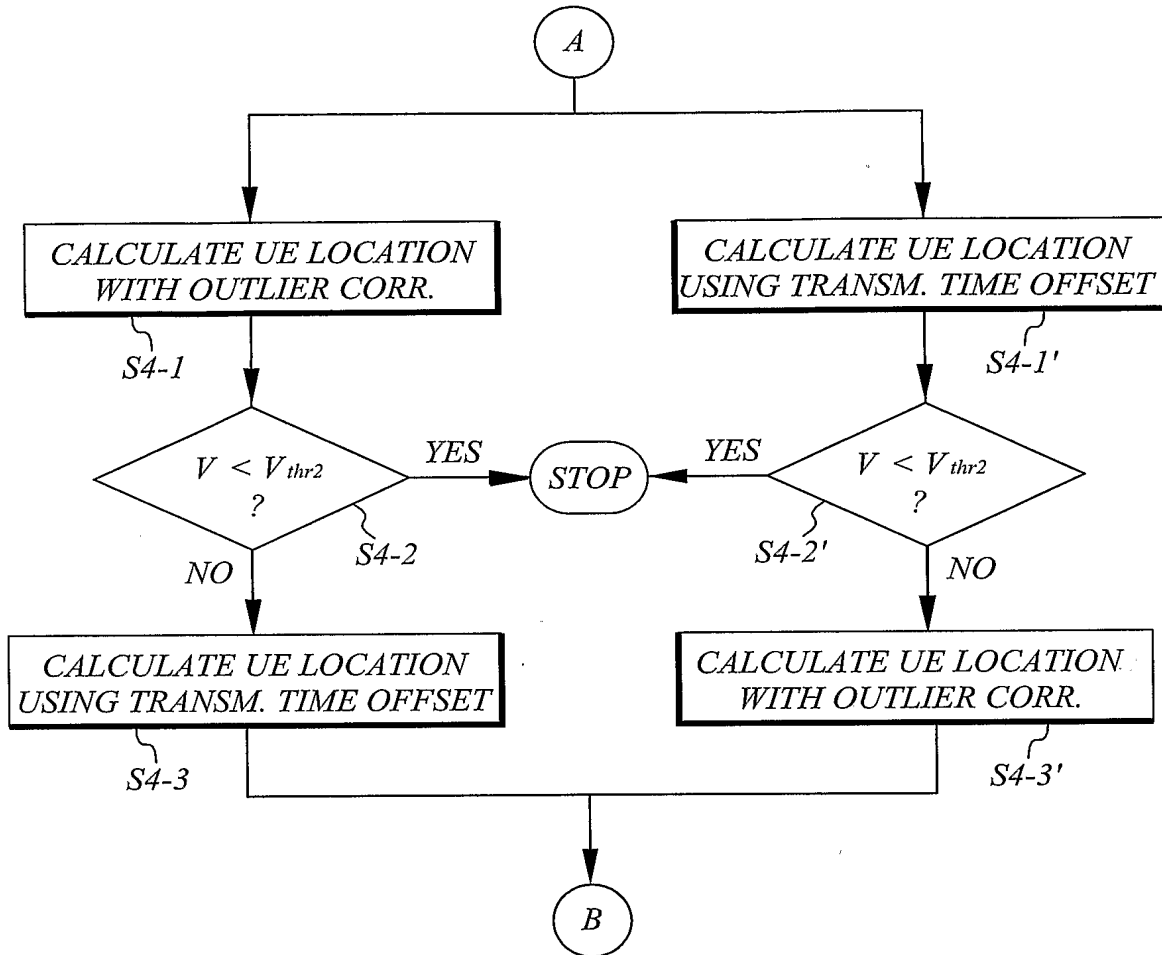 A
CALCULATE UE LOCATION
WITH OUTLIER CORR.
S4-1
CALCULATE UE LOCATION
USING TRANSM. TIME OFFSET
S4-1'
V < Vthr2
?
YES
STOP
YES
V < Vthr2
?
S4-2
S4-2'
NO
NO
CALCULATE UE LOCATION
USING TRANSM. TIME OFFSET
S4-3
CALCULATE UE LOCATION
WITH OUTLIER CORR.
S4-3'
B